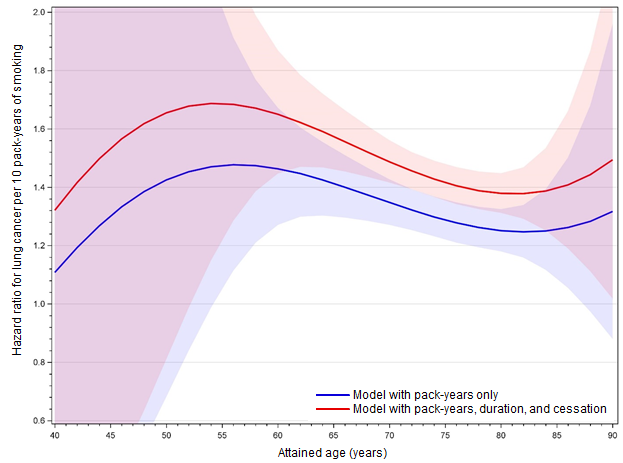 Hazard ratio for lung cancer per 10 pack-years of smoking
2.0
1.8
1.6
1.4
1.2
1.0
0.8
0.6
Model with pack-years only
Model with pack-years, duration, and cessation
40 45 50 55 60 65 70 75 80 85 90
Attained age (years)